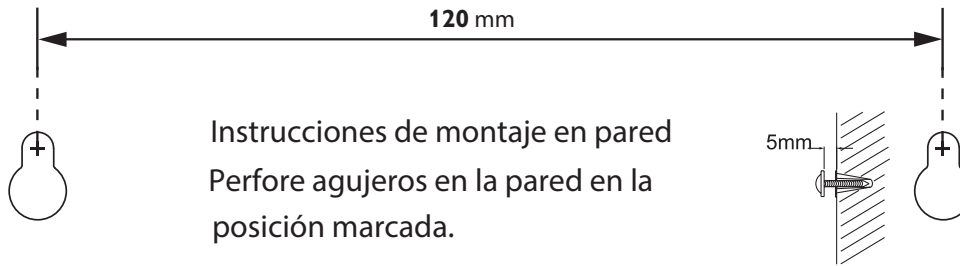 120 mm
Instrucciones de montaje en pared
5mm
Perfore agujeros en la pared en la
posición marcada.